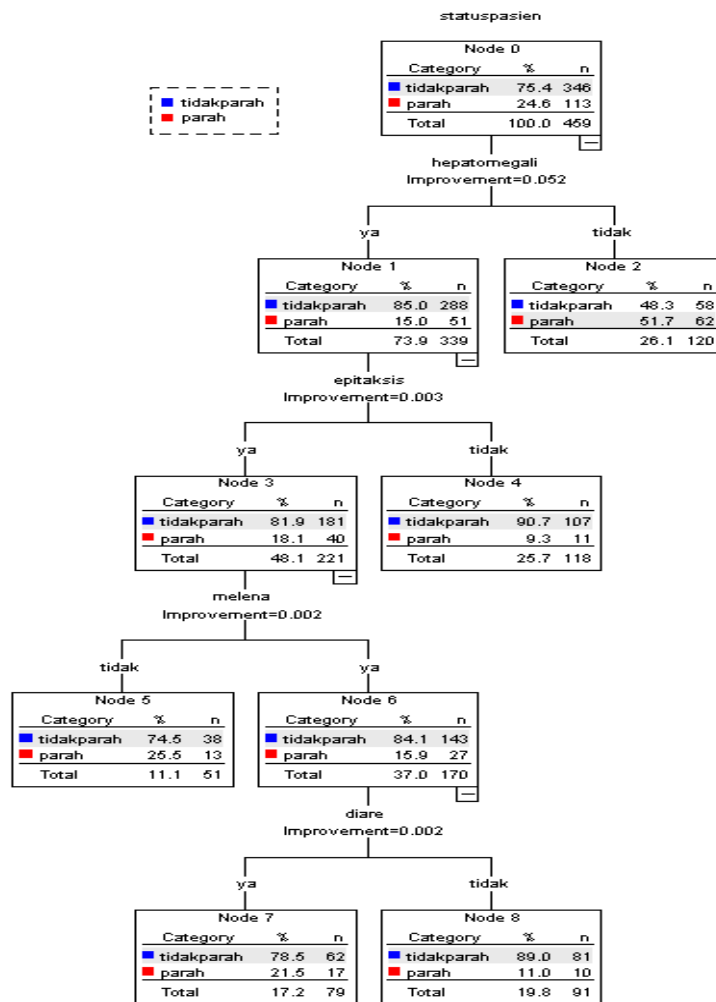 statuspasien
tidakparah
parah
Node 0
Category % n
tidakparah 75.4 346
parah 24.6 113
Total 100.0 459
hepatomegali
Improvement=0.052
ya
tidak
Node 1
Category % n
tidakparah 85.0 288
parah 15.0 51
Total 73.9 339
Node 2
Category % n
tidakparah 48.3 58
parah 51.7 62
Total 26.1 120
epitaksis
Improvement=0.003
ya
tidak
Node 3
Category % n
tidakparah 81.9 181
parah 18.1 40
Total 48.1 221
Node 4
Category % n
tidakparah 90.7 107
parah 9.3 11
Total 25.7 118
melena
Improvement=0.002
tidak
ya
Node 5
Category % n
tidakparah 74.5 38
parah 25.5 13
Total 11.1 51
Node 6
Category % n
tidakparah 84.1 143
parah 15.9 27
Total 37.0 170
diare
Improvement=0.002
ya
tidak
Node 7
Category % n
tidakparah 78.5 62
parah 21.5 17
Total 17.2 79
Node 8
Category % n
tidakparah 89.0 81
parah 11.0 10
Total 19.8 91